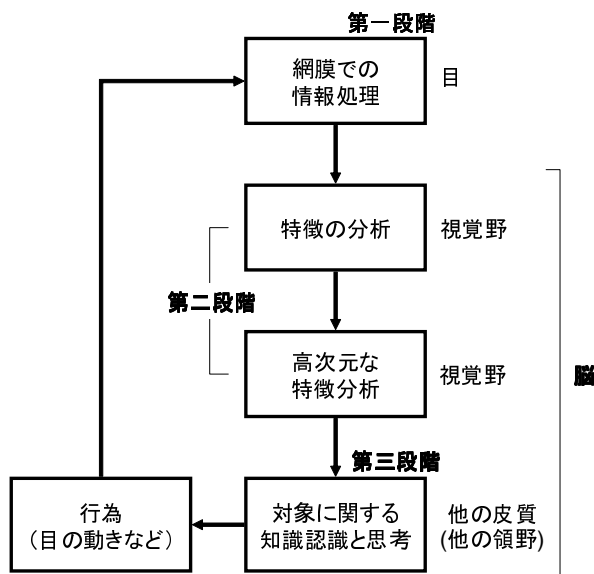 第一段階
網膜での
情報処理
目
特徴の分析
視覚野
第二段階
高次元な
特徴分析
視覚野
脳
第三段階
対象に関する
知識認識と思考
他の皮質
(他の領野)
行為
（目の動きなど）